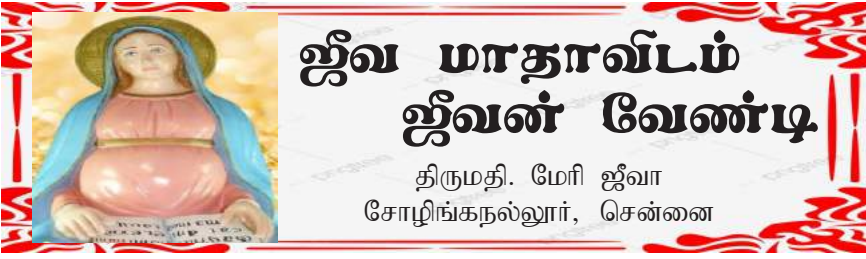 ஜீவ மாதாவிடம்
ஜீவன் வேண்டி
திருமதி. மேரி ஜீவா
சோழிங்கநல்லூர், சென்னை